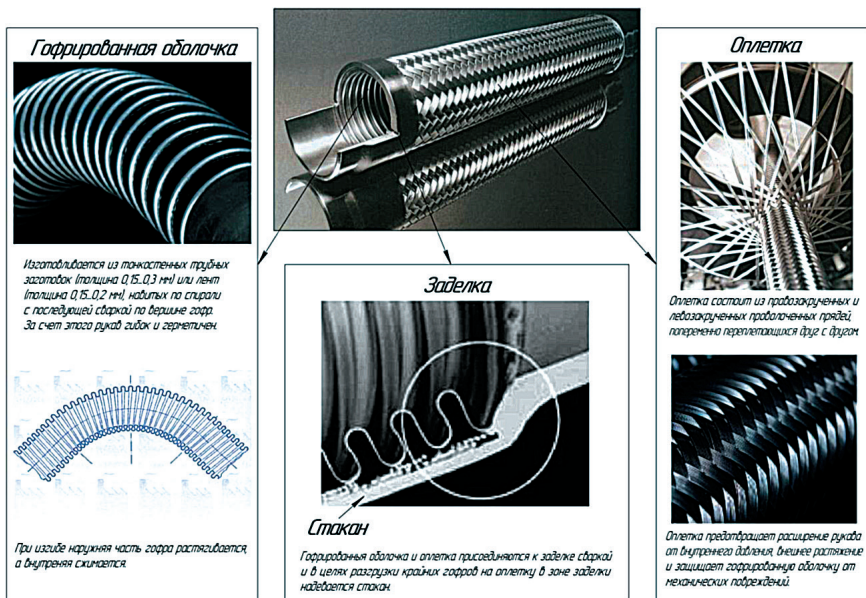 Гофрированная оболочка
Изготавливается из тонкостенных трубных
заготовок (толщина 0,15...0,3 мм) или лент
(толщина 0,15...0,2 мм), навитых по спирали
с последующей сваркой по вершине гофр.
За счет этого рукав гибок и герметичен.
При изгибе наружняя часть гофра растягивается,
а внутреняя сжимается.
Заделка
Стакан
Гофрированныя оболочка и оплетка присоединяются к заделке сваркой
и в целях разгрузки крайних гофров на оплетку в зоне заделки
надевается стакан.
Оплетка
Оплетка состоит из правозакрученных и
левозакрученных проволочных прядей,
попеременно переплетающихся друг с другом.
Оплетка предотвращает расширение рукава
от внутреннего давления, внешнее растяжение
и защищает гофрированную оболочку от
механических повреждений.